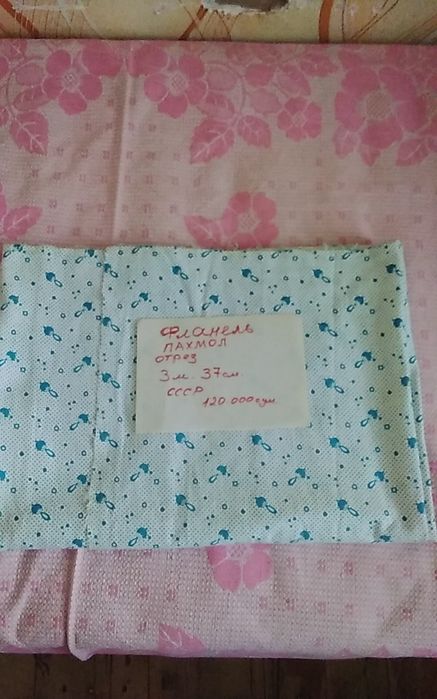 Фланель
ПАХМОЛ
отрез
3 м. 37 см.
СССР
120.000 сум.